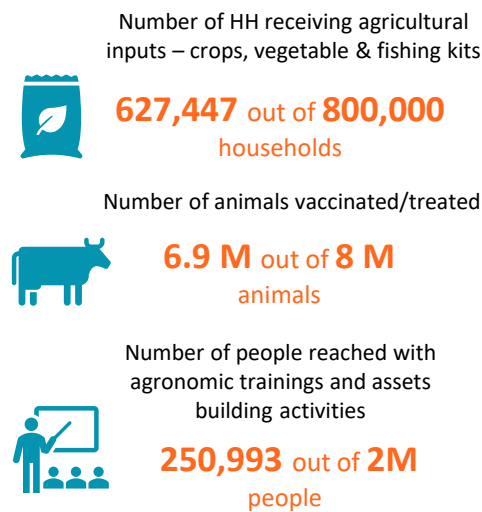 Number of HH receiving agricultural
inputs – crops, vegetable & fishing kits
627,447 out of 800,000
households
Number of animals vaccinated/treated
6.9 M out of 8 M
animals
Number of people reached with
agronomic trainings and assets
building activities
250,993 out of 2M
people